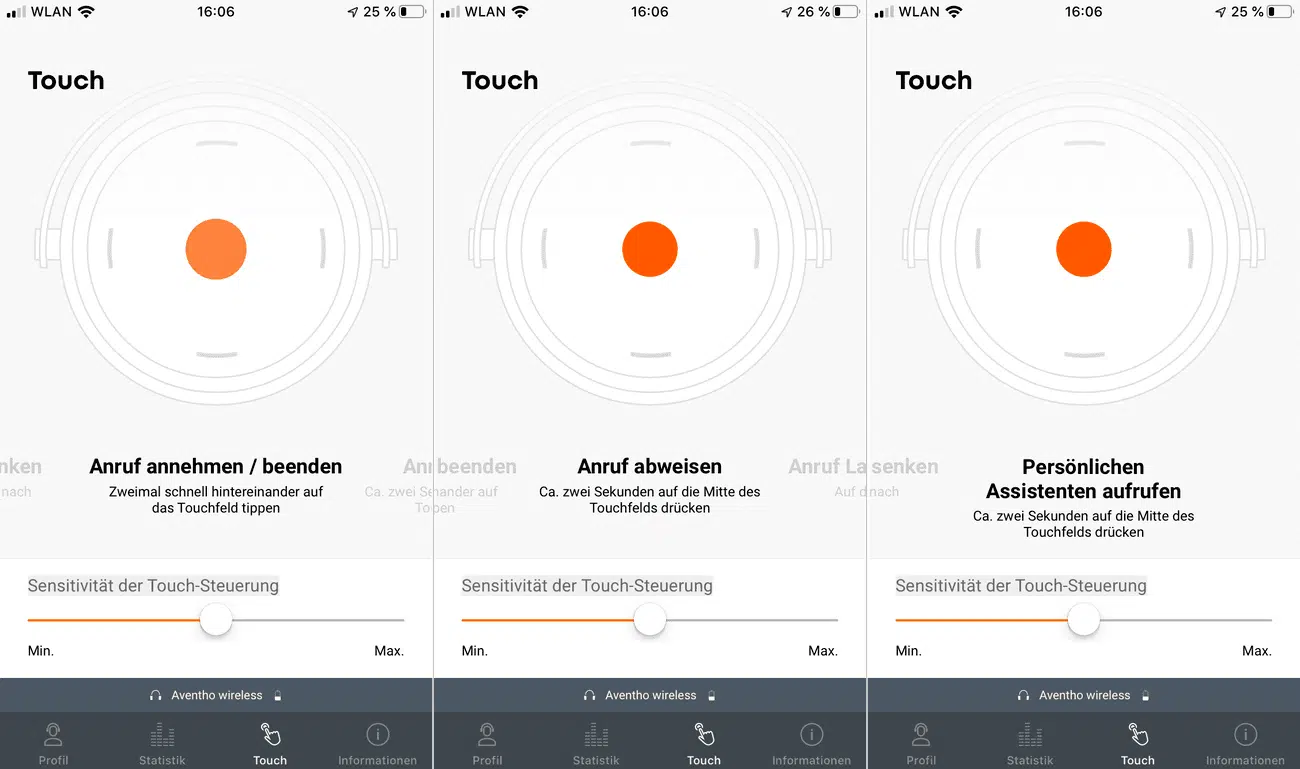 WLAN 16:06 25 %
Touch
nken
nach
Anruf annehmen / beenden
Zweimal schnell hintereinander auf
das Touchfeld tippen
An
Ca. zwei Se
To
Sensitivität der Touch-Steuerung
Min. Max.
Aventho wireless
Profil Statistik Touch Informationen
WLAN 16:06 26 %
Touch
beenden
nander auf
pen
Anruf abweisen
Ca. zwei Sekunden auf die Mitte des
Touchfelds drücken
Anruf La
Auf d
Sensitivität der Touch-Steuerung
Min. Max.
Aventho wireless
Profil Statistik Touch Informationen
WLAN 16:06 25 %
Touch
senken
nach
Persönlichen
Assistenten aufrufen
Ca. zwei Sekunden auf die Mitte des
Touchfelds drücken
Sensitivität der Touch-Steuerung
Min. Max.
Aventho wireless
Profil Statistik Touch Informationen